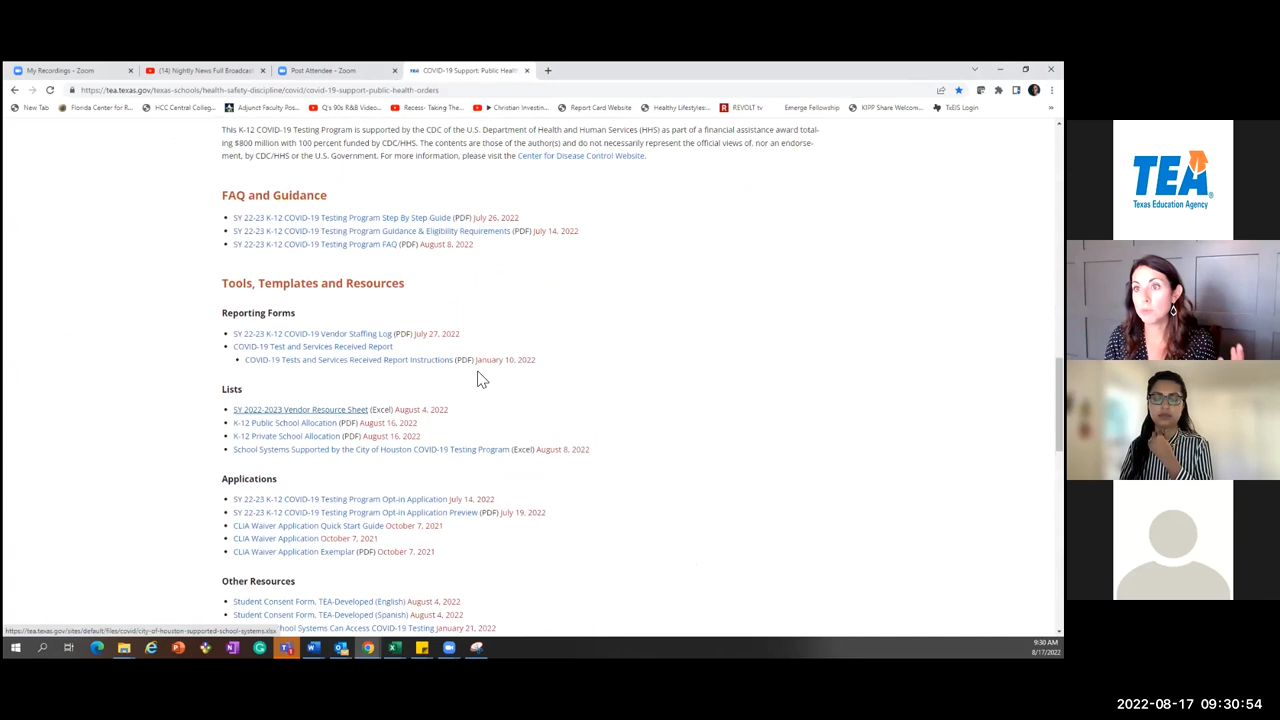 My Recordings - Zoom
(14) Nightly News Full Broadcast
Post Attendee - Zoom
TEA COVID-19 Support: Public Healt
https://tea.texas.gov/texas-schools/health-safety-discipline/covid/covid-19-support-public-health-orders
New Tab
Florida Center for R...
HCC Central Colleg...
Adjunct Faculty Pos...
Q's 90s R&B Video...
Recess- Taking The...
Christian Investin...
Report Card Website
Healthy Lifestyles:...
REVOLT tv
Emerge Fellowship
KIPP Share Welcom...
TxEIS Login
This K-12 COVID-19 Testing Program is supported by the CDC of the U.S. Department of Health and Human Services (HHS) as part of a financial assistance award total-
ing $800 million with 100 percent funded by CDC/HHS. The contents are those of the author(s) and do not necessarily represent the official views of, nor an endorse-
ment, by CDC/HHS or the U.S. Government. For more information, please visit the Center for Disease Control Website.
FAQ and Guidance
SY 22-23 K-12 COVID-19 Testing Program Step By Step Guide (PDF) July 26, 2022
SY 22-23 K-12 COVID-19 Testing Program Guidance & Eligibility Requirements (PDF) July 14, 2022
SY 22-23 K-12 COVID-19 Testing Program FAQ (PDF) August 8, 2022
Tools, Templates and Resources
Reporting Forms
SY 22-23 K-12 COVID-19 Vendor Staffing Log (PDF) July 27, 2022
COVID-19 Test and Services Received Report
COVID-19 Tests and Services Received Report Instructions (PDF) January 10, 2022
Lists
SY 2022-2023 Vendor Resource Sheet (Excel) August 4, 2022
K-12 Public School Allocation (PDF) August 16, 2022
K-12 Private School Allocation (PDF) August 16, 2022
School Systems Supported by the City of Houston COVID-19 Testing Program (Excel) August 8, 2022
Applications
SY 22-23 K-12 COVID-19 Testing Program Opt-in Application July 14, 2022
SY 22-23 K-12 COVID-19 Testing Program Opt-in Application Preview (PDF) July 19, 2022
CLIA Waiver Application Quick Start Guide October 7, 2021
CLIA Waiver Application October 7, 2021
CLIA Waiver Application Exemplar (PDF) October 7, 2021
Other Resources
Student Consent Form, TEA-Developed (English) August 4, 2022
Student Consent Form, TEA-Developed (Spanish) August 4, 2022
hool Systems Can Access COVID-19 Testing January 21, 2022
https://tea.texas.gov/sites/default/files/covid/city-of-houston-supported-school-systems.xlsx
9:30 AM
8/17/2022
TEA
Texas Education Agency
2022-08-17 09:30:54